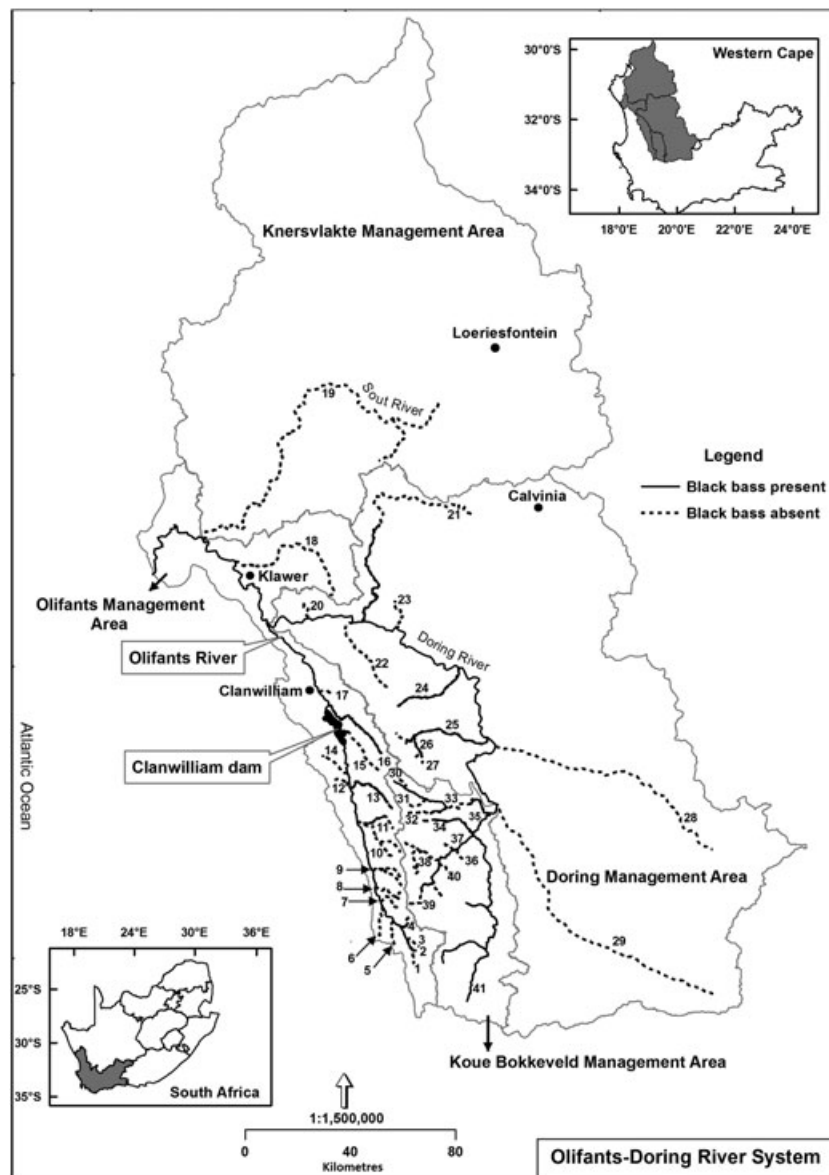 30°0'S
32°0'S
34°0'S
Western Cape
18°0'E 20°0'E 22°0'E 24°0'E
Knersvlakte Management Area
Loeriesfontein
19
Sout River
Legend
Black bass present
Black bass absent
Calvinia
21
18
Klawer
Olifants Management
Area
20
23
Olifants River
Doring River
22
Clanwilliam
17
24
25
26
27
Clanwilliam dam
14
15
16
30
12
13
31
33
32
35
34
28
11
37
10
38
36
9
40
Doring Management Area
8
7
39
4
3
2
6
5
1
41
29
Atlantic Ocean
18°E 24°E 30°E 36°E
25°S
30°S
35°S
South Africa
Koue Bokkeveld Management Area
1:1,500,000
0 40 80
Kilometres
Olifants-Doring River System